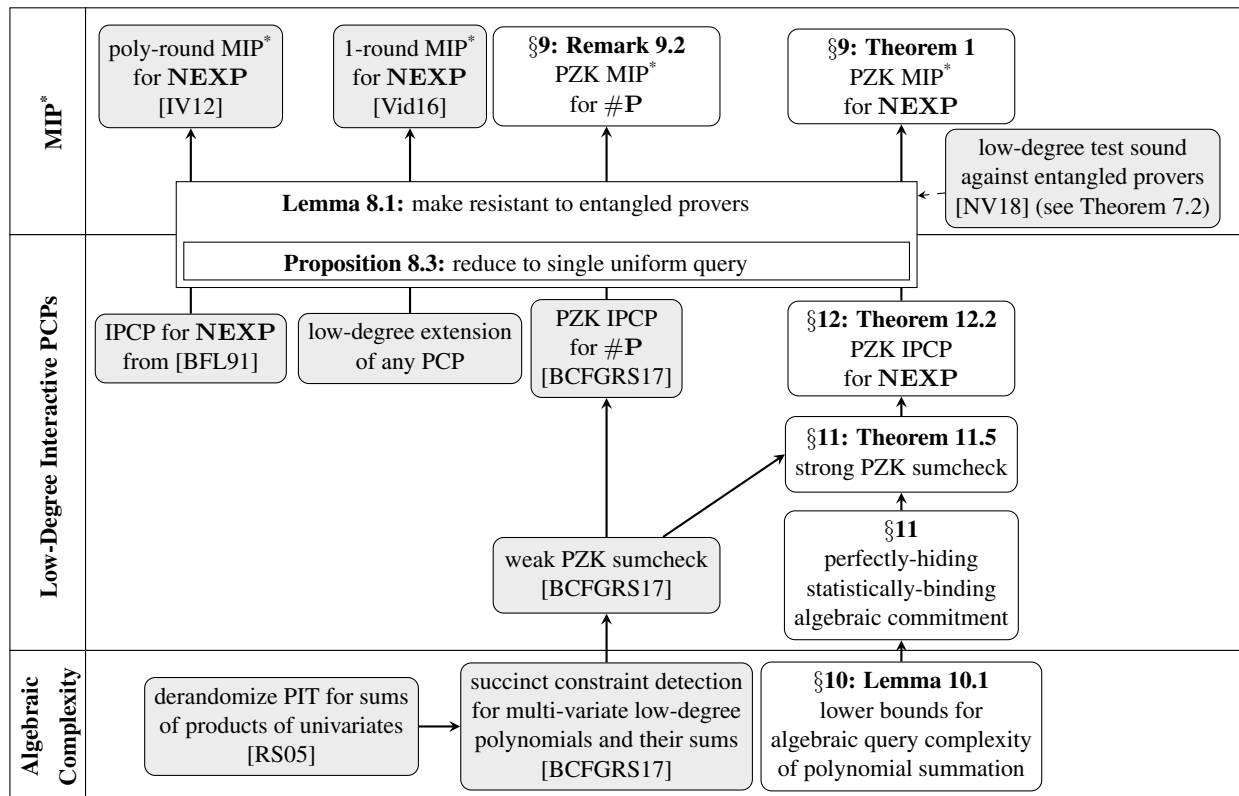 MIP*
poly-round MIP*
for NEXP
[IV12]
1-round MIP*
for NEXP
[Vid16]
§9: Remark 9.2
PZK MIP*
for #P
§9: Theorem 1
PZK MIP*
for NEXP
low-degree test sound
against entangled provers
[NV18] (see Theorem 7.2)
Lemma 8.1: make resistant to entangled provers
Low-Degree Interactive PCPs
Proposition 8.3: reduce to single uniform query
IPCP for NEXP
from [BFL91]
low-degree extension
of any PCP
PZK IPCP
for #P
[BCFGRS17]
§12: Theorem 12.2
PZK IPCP
for NEXP
§11: Theorem 11.5
strong PZK sumcheck
weak PZK sumcheck
[BCFGRS17]
§11
perfectly-hiding
statistically-binding
algebraic commitment
Algebraic
Complexity
derandomize PIT for sums
of products of univariates
[RS05]
succinct constraint detection
for multi-variate low-degree
polynomials and their sums
[BCFGRS17]
§10: Lemma 10.1
lower bounds for
algebraic query complexity
of polynomial summation